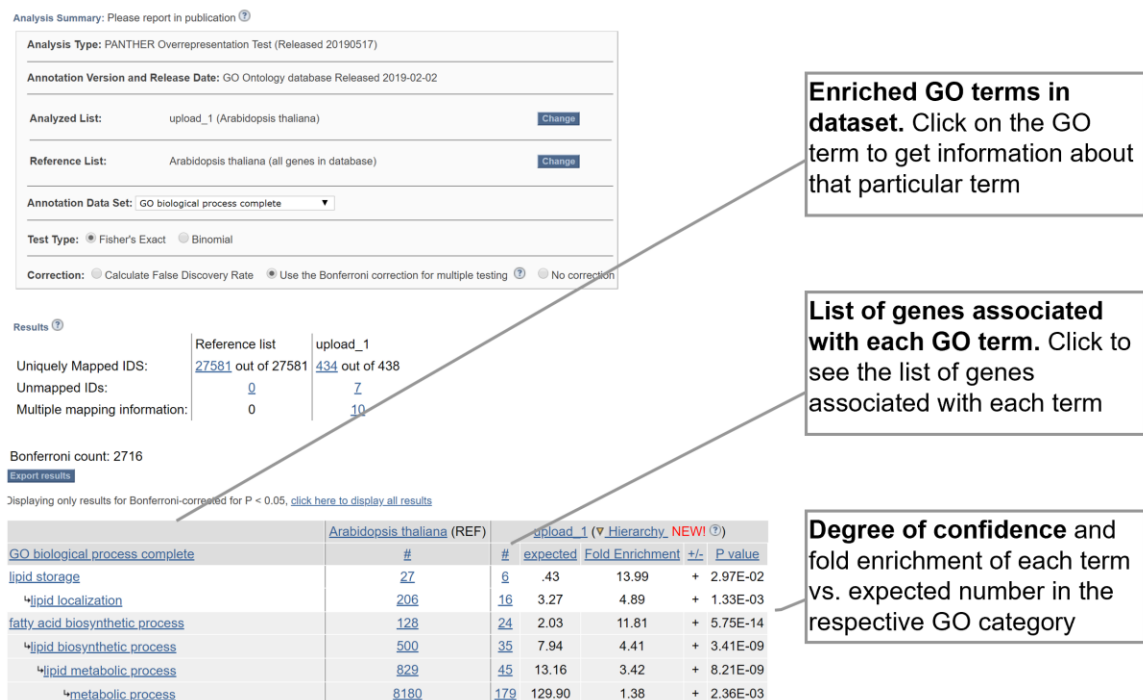 Analysis Summary: Please report in publication ?
Analysis Type: PANTHER Overrepresentation Test (Released 20190517)
Annotation Version and Release Date: GO Ontology database Released 2019-02-02
Analyzed List: upload_1 (Arabidopsis thaliana) Change
Reference List: Arabidopsis thaliana (all genes in database) Change
Annotation Data Set: GO biological process complete ▼
Test Type: Fisher's Exact Binomial
Correction: Calculate False Discovery Rate Use the Bonferroni correction for multiple testing ? No correction
Results ?
Reference list upload_1
Uniquely Mapped IDS: 27581 out of 27581 434 out of 438
Unmapped IDs: 0 7
Multiple mapping information: 0 10
Bonferroni count: 2716
Export results
Displaying only results for Bonferroni-corrected for P < 0.05, click here to display all results
Arabidopsis thaliana (REF) upload_1 (▼ Hierarchy NEW! ?)
GO biological process complete # # expected Fold Enrichment +/- P value
lipid storage 27 6 .43 13.99 + 2.97E-02
↳lipid localization 206 16 3.27 4.89 + 1.33E-03
fatty acid biosynthetic process 128 24 2.03 11.81 + 5.75E-14
↳lipid biosynthetic process 500 35 7.94 4.41 + 3.41E-09
↳lipid metabolic process 829 45 13.16 3.42 + 8.21E-09
↳metabolic process 8180 179 129.90 1.38 + 2.36E-03
Enriched GO terms in
dataset. Click on the GO
term to get information about
that particular term
List of genes associated
with each GO term. Click to
see the list of genes
associated with each term
Degree of confidence and
fold enrichment of each term
vs. expected number in the
respective GO category